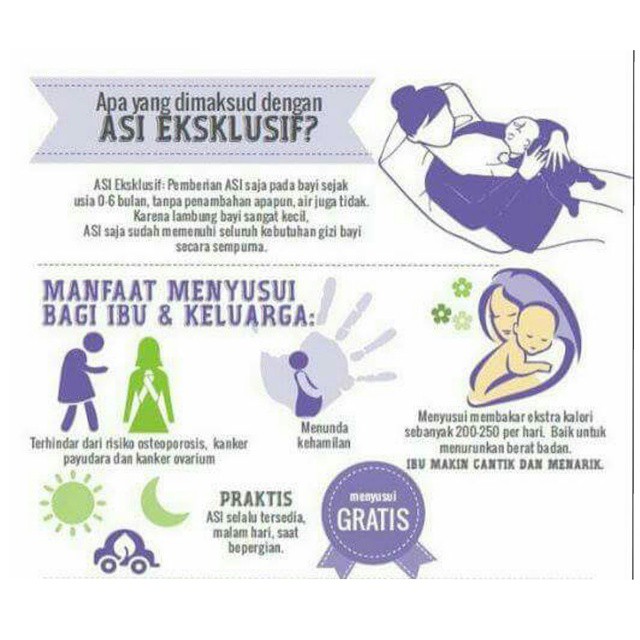 Apa yang dimaksud dengan
ASI EKSKLUSIF?
ASI Eksklusif: Pemberian ASI saja pada bayi sejak
usia 0-6 bulan, tanpa penambahan apapun, air juga tidak.
Karena lambung bayi sangat kecil,
ASI saja sudah memenuhi seluruh kebutuhan gizi bayi
secara sempurna.
MANFAAT MENYUSUI
BAGI IBU & KELUARGA:
Terhindar dari risiko osteoporosis, kanker
payudara dan kanker ovarium
Menunda
kehamilan
Menyusui membakar ekstra kalori
sebanyak 200-250 per hari. Baik untuk
menurunkan berat badan.
IBU MAKIN CANTIK DAN MENARIK.
PRAKTIS
ASI selalu tersedia,
malam hari, saat
bepergian.
menyusui
GRATIS